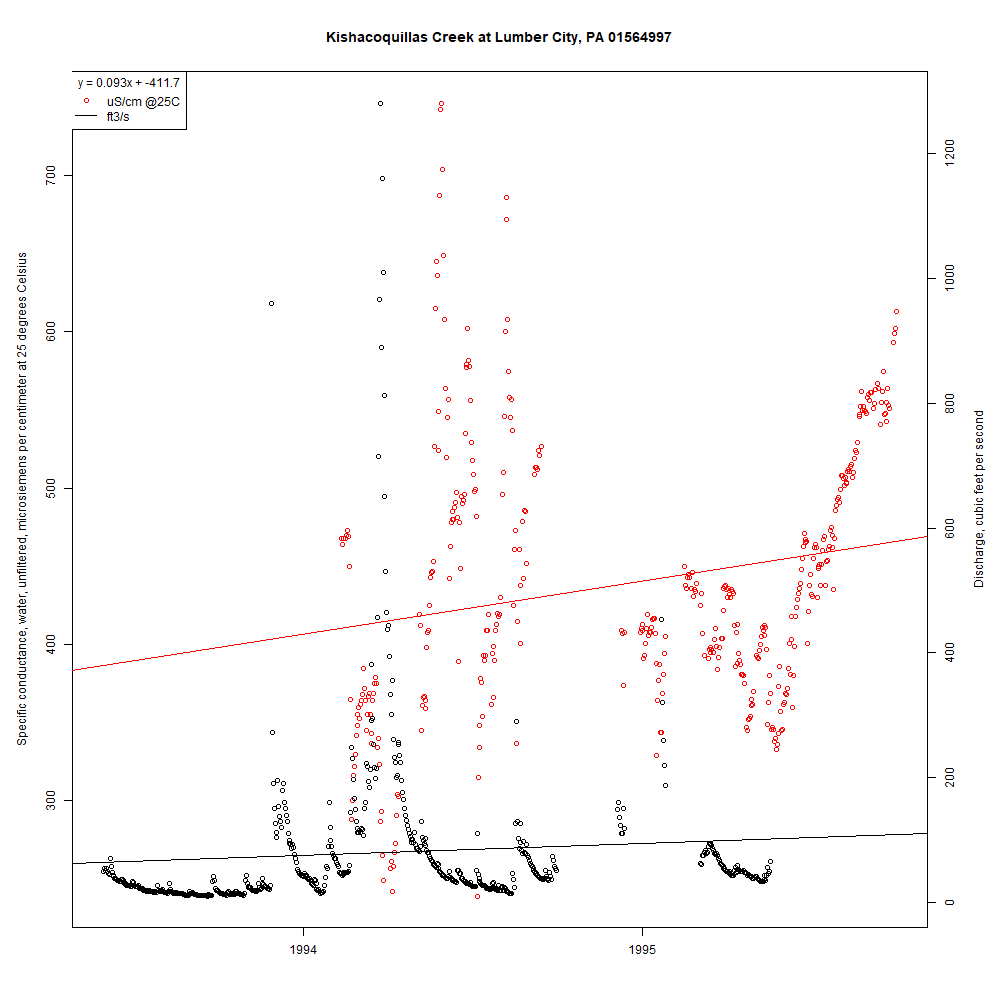 Kishacoquillas Creek at Lumber City, PA 01564997
y = 0.093x + -411.7
uS/cm @25C
ft3/s
Specific conductance, water, unfiltered, microsiemens per centimeter at 25 degrees Celsius
700
600
500
400
300
1200
1000
800
600
400
200
0
Discharge, cubic feet per second
1994
1995